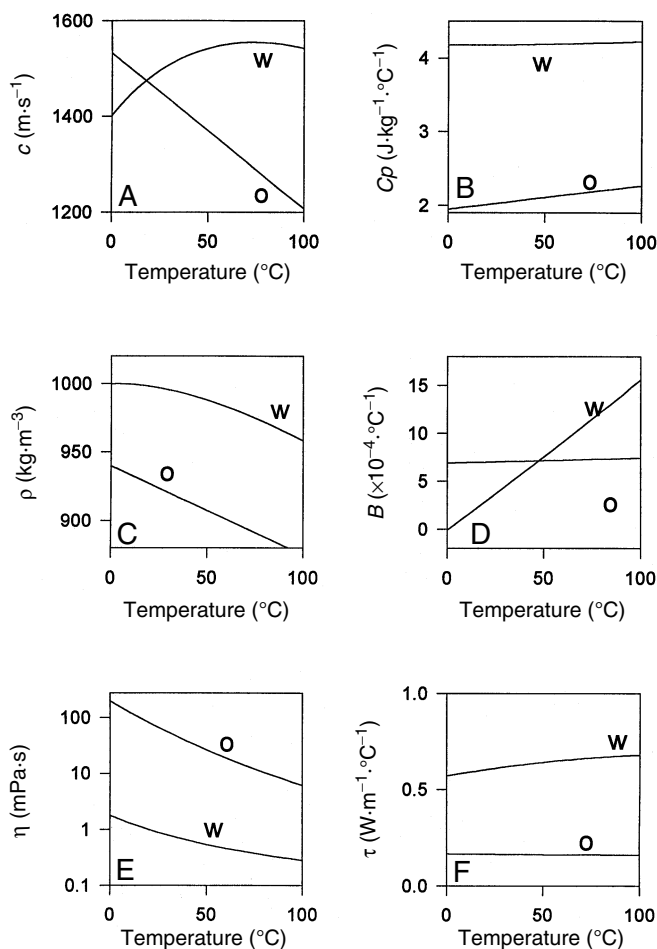 1600
1400
1200
c (m·s⁻¹)
W
O
A
0
50
100
Temperature (°C)
4
3
2
Cp (J·kg⁻¹·°C⁻¹)
W
O
B
0
50
100
Temperature (°C)
1000
950
900
ρ (kg·m⁻³)
W
O
C
0
50
100
Temperature (°C)
15
10
5
0
B (×10⁻⁴·°C⁻¹)
W
O
D
0
50
100
Temperature (°C)
100
10
1
0.1
η (mPa·s)
O
W
E
0
50
100
Temperature (°C)
1.0
0.5
0.0
τ (W·m⁻¹·°C⁻¹)
W
O
F
0
50
100
Temperature (°C)